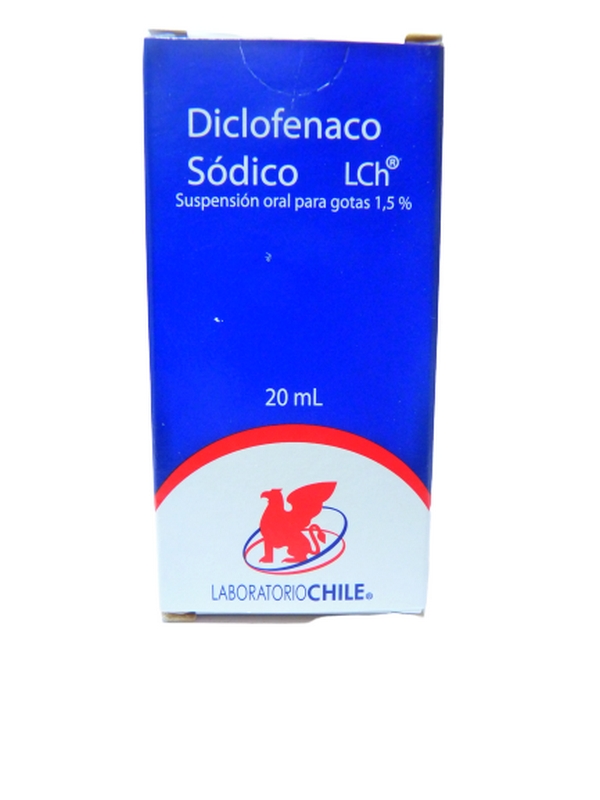 Diclofenaco
Sódico LCh®
Suspensión oral para gotas 1,5 %
20 mL
LABORATORIOCHILE®